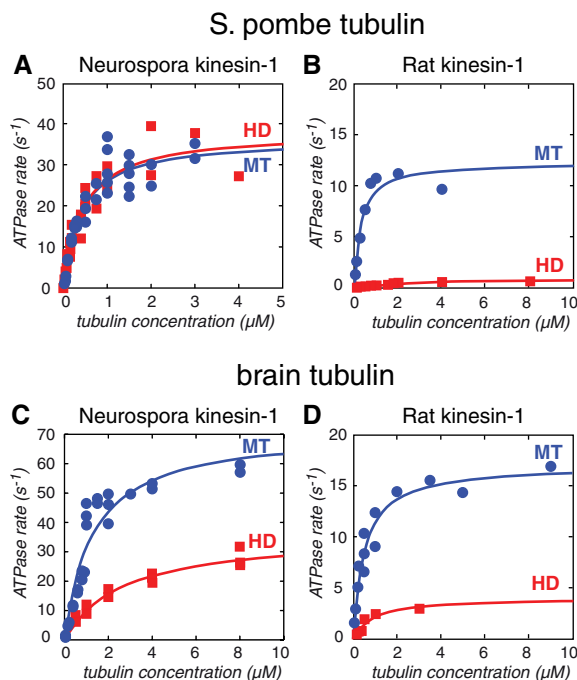 S. pombe tubulin
A Neurospora kinesin-1
ATPase rate (s-1)
50
40
30
20
10
0
HD
MT
0 1 2 3 4 5
tubulin concentration (µM)
B Rat kinesin-1
ATPase rate (s-1)
20
15
10
5
0
MT
HD
0 2 4 6 8 10
tubulin concentration (µM)
brain tubulin
C Neurospora kinesin-1
ATPase rate (s-1)
70
60
50
40
30
20
10
0
MT
HD
0 2 4 6 8 10
tubulin concentration (µM)
D Rat kinesin-1
ATPase rate (s-1)
20
15
10
5
0
MT
HD
0 2 4 6 8 10
tubulin concentration (µM)